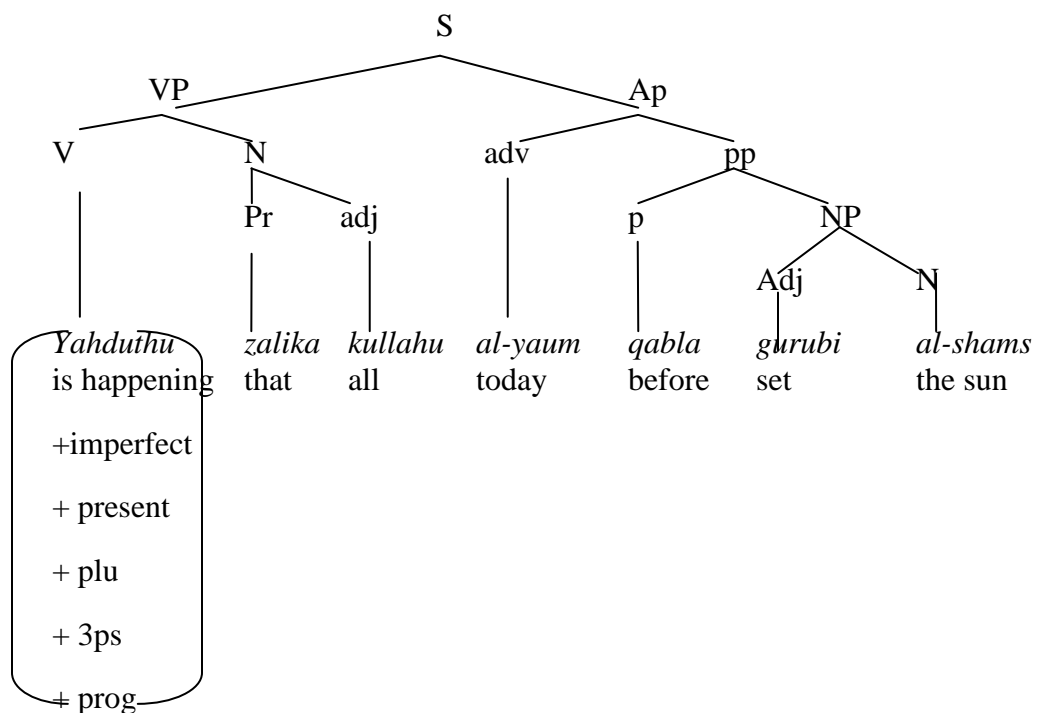 S
VP Ap
V N adv pp
Pr adj p NP
Adj N
Yahduthu zalika kullahu al-yaum qabla gurubi al-shams
is happening that all today before set the sun
+imperfect
+ present
+ plu
+ 3ps
+ prog